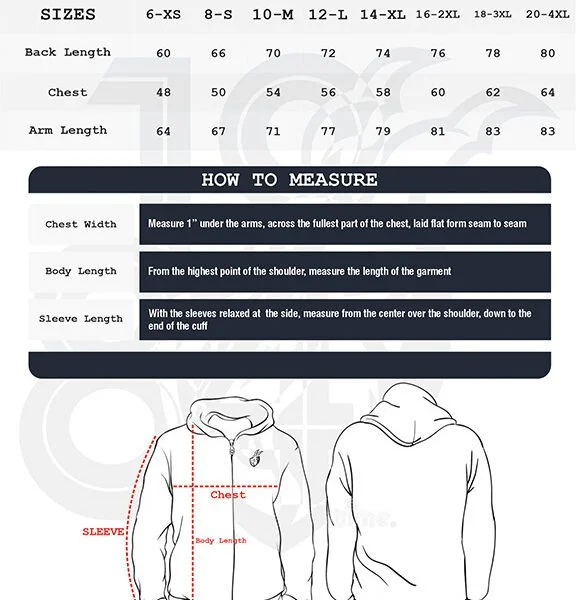 SIZES 6-XS 8-S 10-M 12-L 14-XL 16-2XL 18-3XL 20-4XL
Back Length 60 66 70 72 74 76 78 80
Chest 48 50 54 56 58 60 62 64
Arm Length 64 67 71 77 79 81 83 83
HOW TO MEASURE
Chest Width Measure 1” under the arms, across the fullest part of the chest, laid flat form seam to seam
Body Length From the highest point of the shoulder, measure the length of the garment
Sleeve Length With the sleeves relaxed at the side, measure from the center over the shoulder, down to the
end of the cuff
Chest
SLEEVE
Body Length